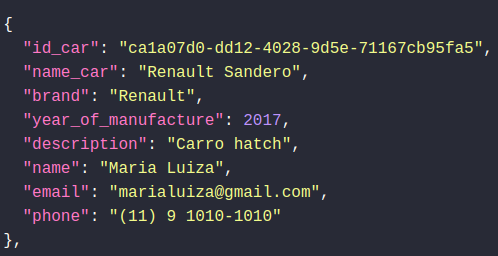 {
  "id_car": "ca1a07d0-dd12-4028-9d5e-71167cb95fa5",
  "name_car": "Renault Sandero",
  "brand": "Renault",
  "year_of_manufacture": 2017,
  "description": "Carro hatch",
  "name": "Maria Luiza",
  "email": "marialuiza@gmail.com",
  "phone": "(11) 9 1010-1010"
},